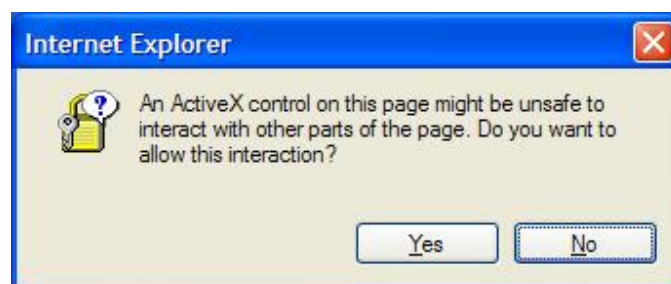 Internet Explorer
An ActiveX control on this page might be unsafe to
interact with other parts of the page. Do you want to
allow this interaction?
Yes No